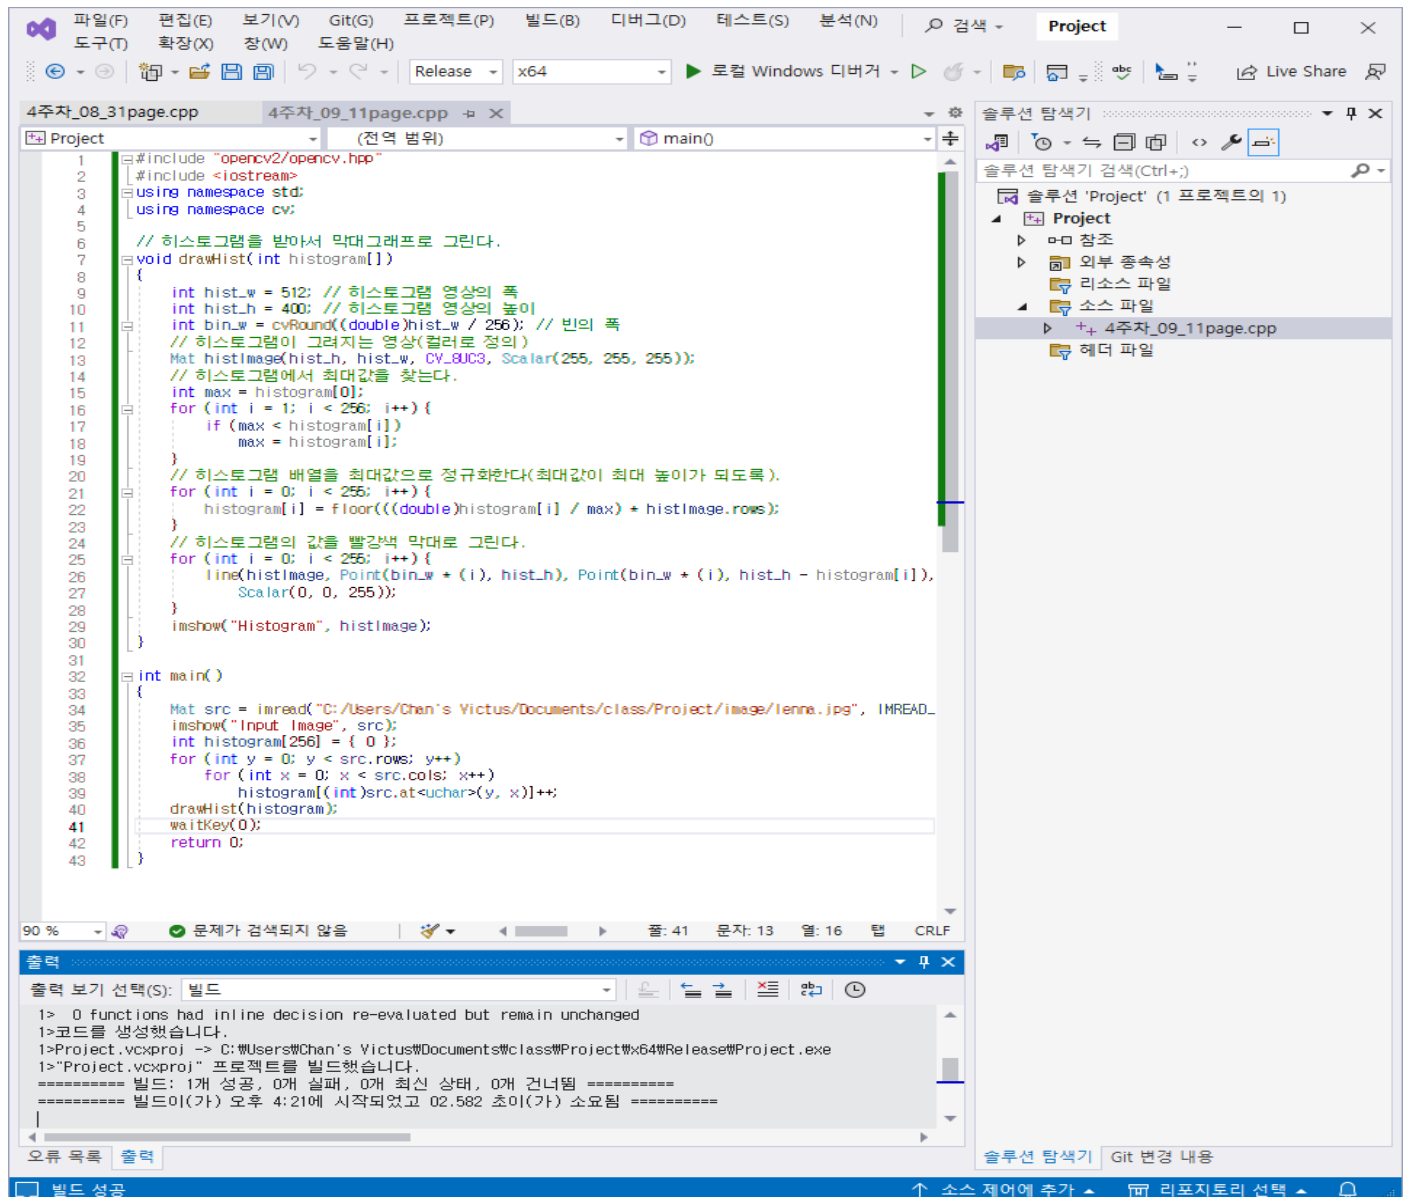 파일(F) 편집(E) 보기(V) Git(G) 프로젝트(P) 빌드(B) 디버그(D) 테스트(S) 분석(N) 검색 Project
도구(T) 확장(X) 창(W) 도움말(H)
Release x64 로컬 Windows 디버거 Live Share
4주차_08_31page.cpp 4주차_09_11page.cpp
Project (전역 범위) main()
1 #include "opencv2/opencv.hpp"
2 #include <iostream>
3 using namespace std;
4 using namespace cv;
5
6 // 히스토그램을 받아서 막대그래프로 그린다.
7 void drawHist(int histogram[])
8 {
9 int hist_w = 512; // 히스토그램 영상의 폭
10 int hist_h = 400; // 히스토그램 영상의 높이
11 int bin_w = cvRound((double)hist_w / 256); // 빈의 폭
12 // 히스토그램이 그려지는 영상(컬러로 정의)
13 Mat histImage(hist_h, hist_w, CV_8UC3, Scalar(255, 255, 255));
14 // 히스토그램에서 최대값을 찾는다.
15 int max = histogram[0];
16 for (int i = 1; i < 256; i++) {
17 if (max < histogram[i])
18 max = histogram[i];
19 }
20 // 히스토그램 배열을 최대값으로 정규화한다(최대값이 최대 높이가 되도록).
21 for (int i = 0; i < 255; i++) {
22 histogram[i] = floor(((double)histogram[i] / max) * histImage.rows);
23 }
24 // 히스토그램의 값을 빨강색 막대로 그린다.
25 for (int i = 0; i < 255; i++) {
26 line(histImage, Point(bin_w * (i), hist_h), Point(bin_w * (i), hist_h - histogram[i]),
27 Scalar(0, 0, 255));
28 }
29 imshow("Histogram", histImage);
30 }
31
32 int main()
33 {
34 Mat src = imread("C:/Users/Chan's Victus/Documents/class/Project/image/lenna.jpg", IMREAD_
35 imshow("Input Image", src);
36 int histogram[256] = { 0 };
37 for (int y = 0; y < src.rows; y++)
38 for (int x = 0; x < src.cols; x++)
39 histogram[(int)src.at<uchar>(y, x)]++;
40 drawHist(histogram);
41 waitKey(0);
42 return 0;
43 }
90 % 문제가 검색되지 않음 줄: 41 문자: 13 열: 16 탭 CRLF
출력
출력 보기 선택(S): 빌드
1> 0 functions had inline decision re-evaluated but remain unchanged
1>코드를 생성했습니다.
1>Project.vcxproj -> C:₩Users₩Chan's Victus₩Documents₩class₩Project₩x64₩Release₩Project.exe
1>"Project.vcxproj" 프로젝트를 빌드했습니다.
========== 빌드: 1개 성공, 0개 실패, 0개 최신 상태, 0개 건너뜀 ==========
========== 빌드이(가) 오후 4:21에 시작되었고 02.582 초이(가) 소요됨 ==========
오류 목록 출력
솔루션 탐색기
솔루션 탐색기 검색(Ctrl+;)
솔루션 'Project' (1 프로젝트의 1)
Project
참조
외부 종속성
리소스 파일
소스 파일
4주차_09_11page.cpp
헤더 파일
솔루션 탐색기 Git 변경 내용
빌드 성공 소스 제어에 추가 리포지토리 선택